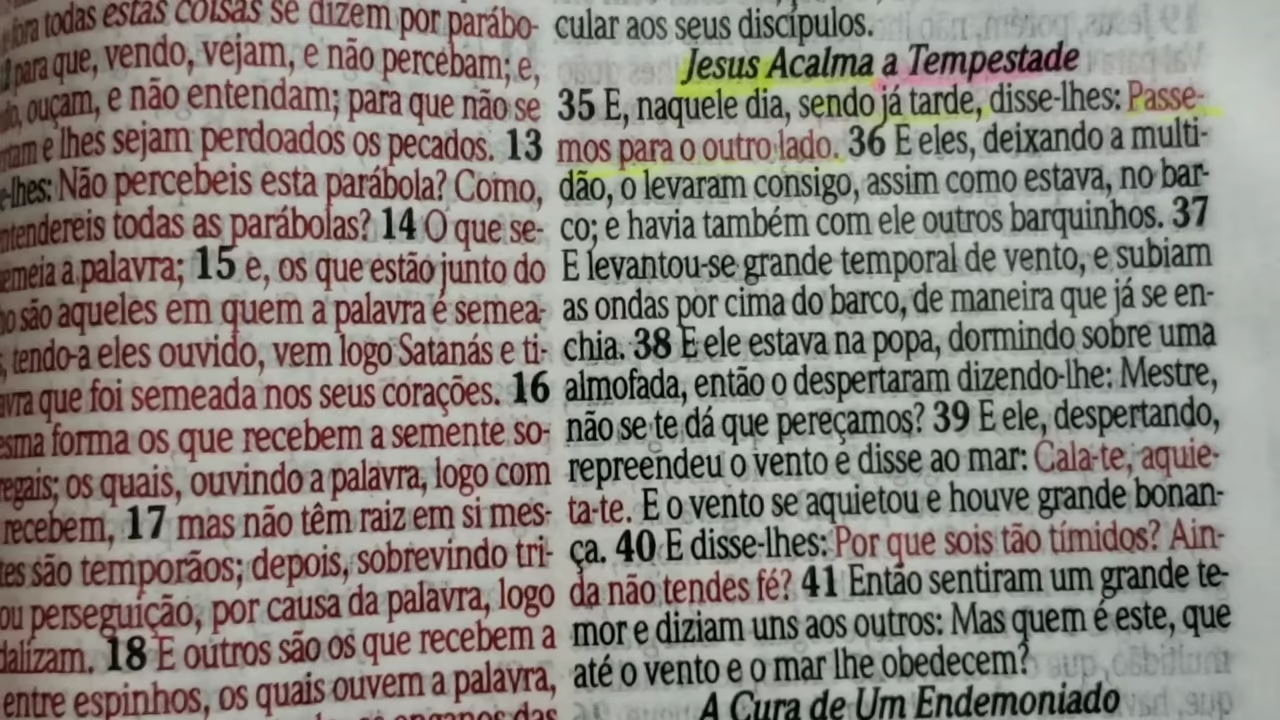 todas estas coisas se dizem por parábo-
para que, vendo, vejam, e não percebam; e,
ouçam, e não entendam; para que não se
e lhes sejam perdoados os pecados. 13
-lhes: Não percebeis esta parábola? Como,
todas as parábolas? 14 O que se-
a palavra; 15 e, os que estão junto do
são aqueles em quem a palavra é semea-
tendo-a eles ouvido, vem logo Satanás e ti-
que foi semeada nos seus corações. 16
forma os que recebem a semente so-
os quais, ouvindo a palavra, logo com
recebem, 17 mas não têm raiz em si mes-
são temporãos; depois, sobrevindo tri-
ou perseguição, por causa da palavra, logo
18 E outros são os que recebem a
entre espinhos, os quais ouvem a palavra,
cular aos seus discípulos.
Jesus Acalma a Tempestade
35 E, naquele dia, sendo já tarde, disse-lhes: Passe-
mos para o outro lado. 36 E eles, deixando a multi-
dão, o levaram consigo, assim como estava, no bar-
co; e havia também com ele outros barquinhos. 37
E levantou-se grande temporal de vento, e subiam
as ondas por cima do barco, de maneira que já se en-
chia. 38 E ele estava na popa, dormindo sobre uma
almofada, então o despertaram dizendo-lhe: Mestre,
não se te dá que pereçamos? 39 E ele, despertando,
repreendeu o vento e disse ao mar: Cala-te, aquie-
ta-te. E o vento se aquietou e houve grande bonan-
ça. 40 E disse-lhes: Por que sois tão tímidos? Ain-
da não tendes fé? 41 Então sentiram um grande te-
mor e diziam uns aos outros: Mas quem é este, que
até o vento e o mar lhe obedecem?
A Cura de Um Endemoniado